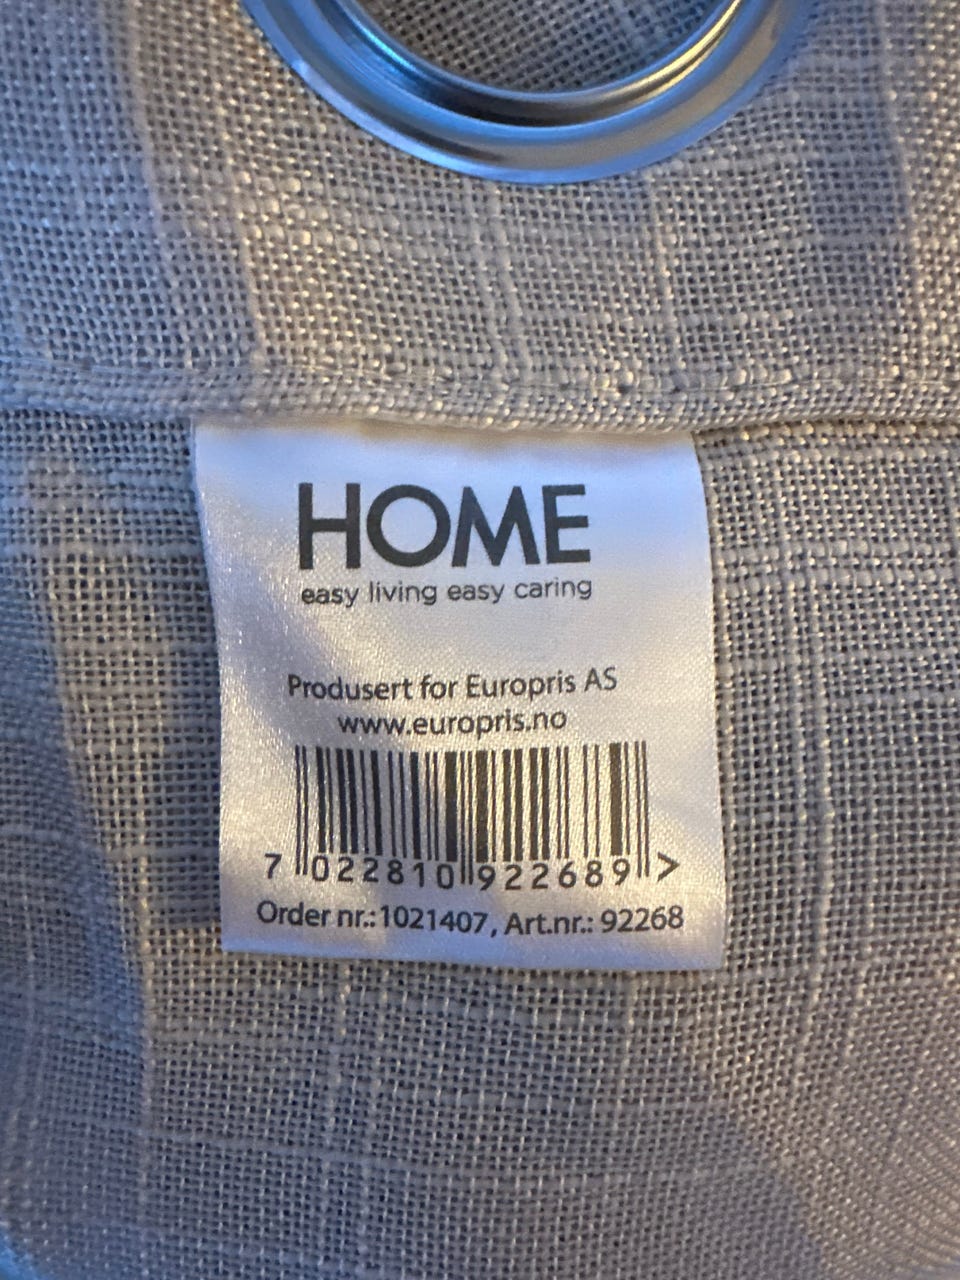 HOME
easy living easy caring
Produsert for Europris AS
www.europris.no
7 022810 922689 >
Order nr.: 1021407, Art.nr.: 92268